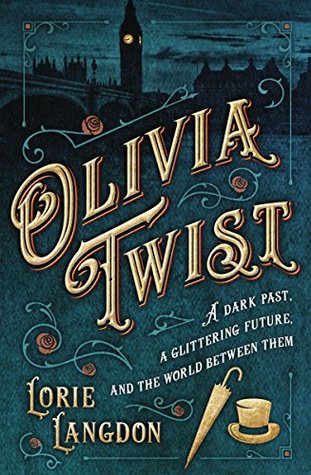 OLIVIA
TWIST
A DARK PAST,
A GLITTERING FUTURE,
AND THE WORLD BETWEEN THEM
LORIE
LANGDON